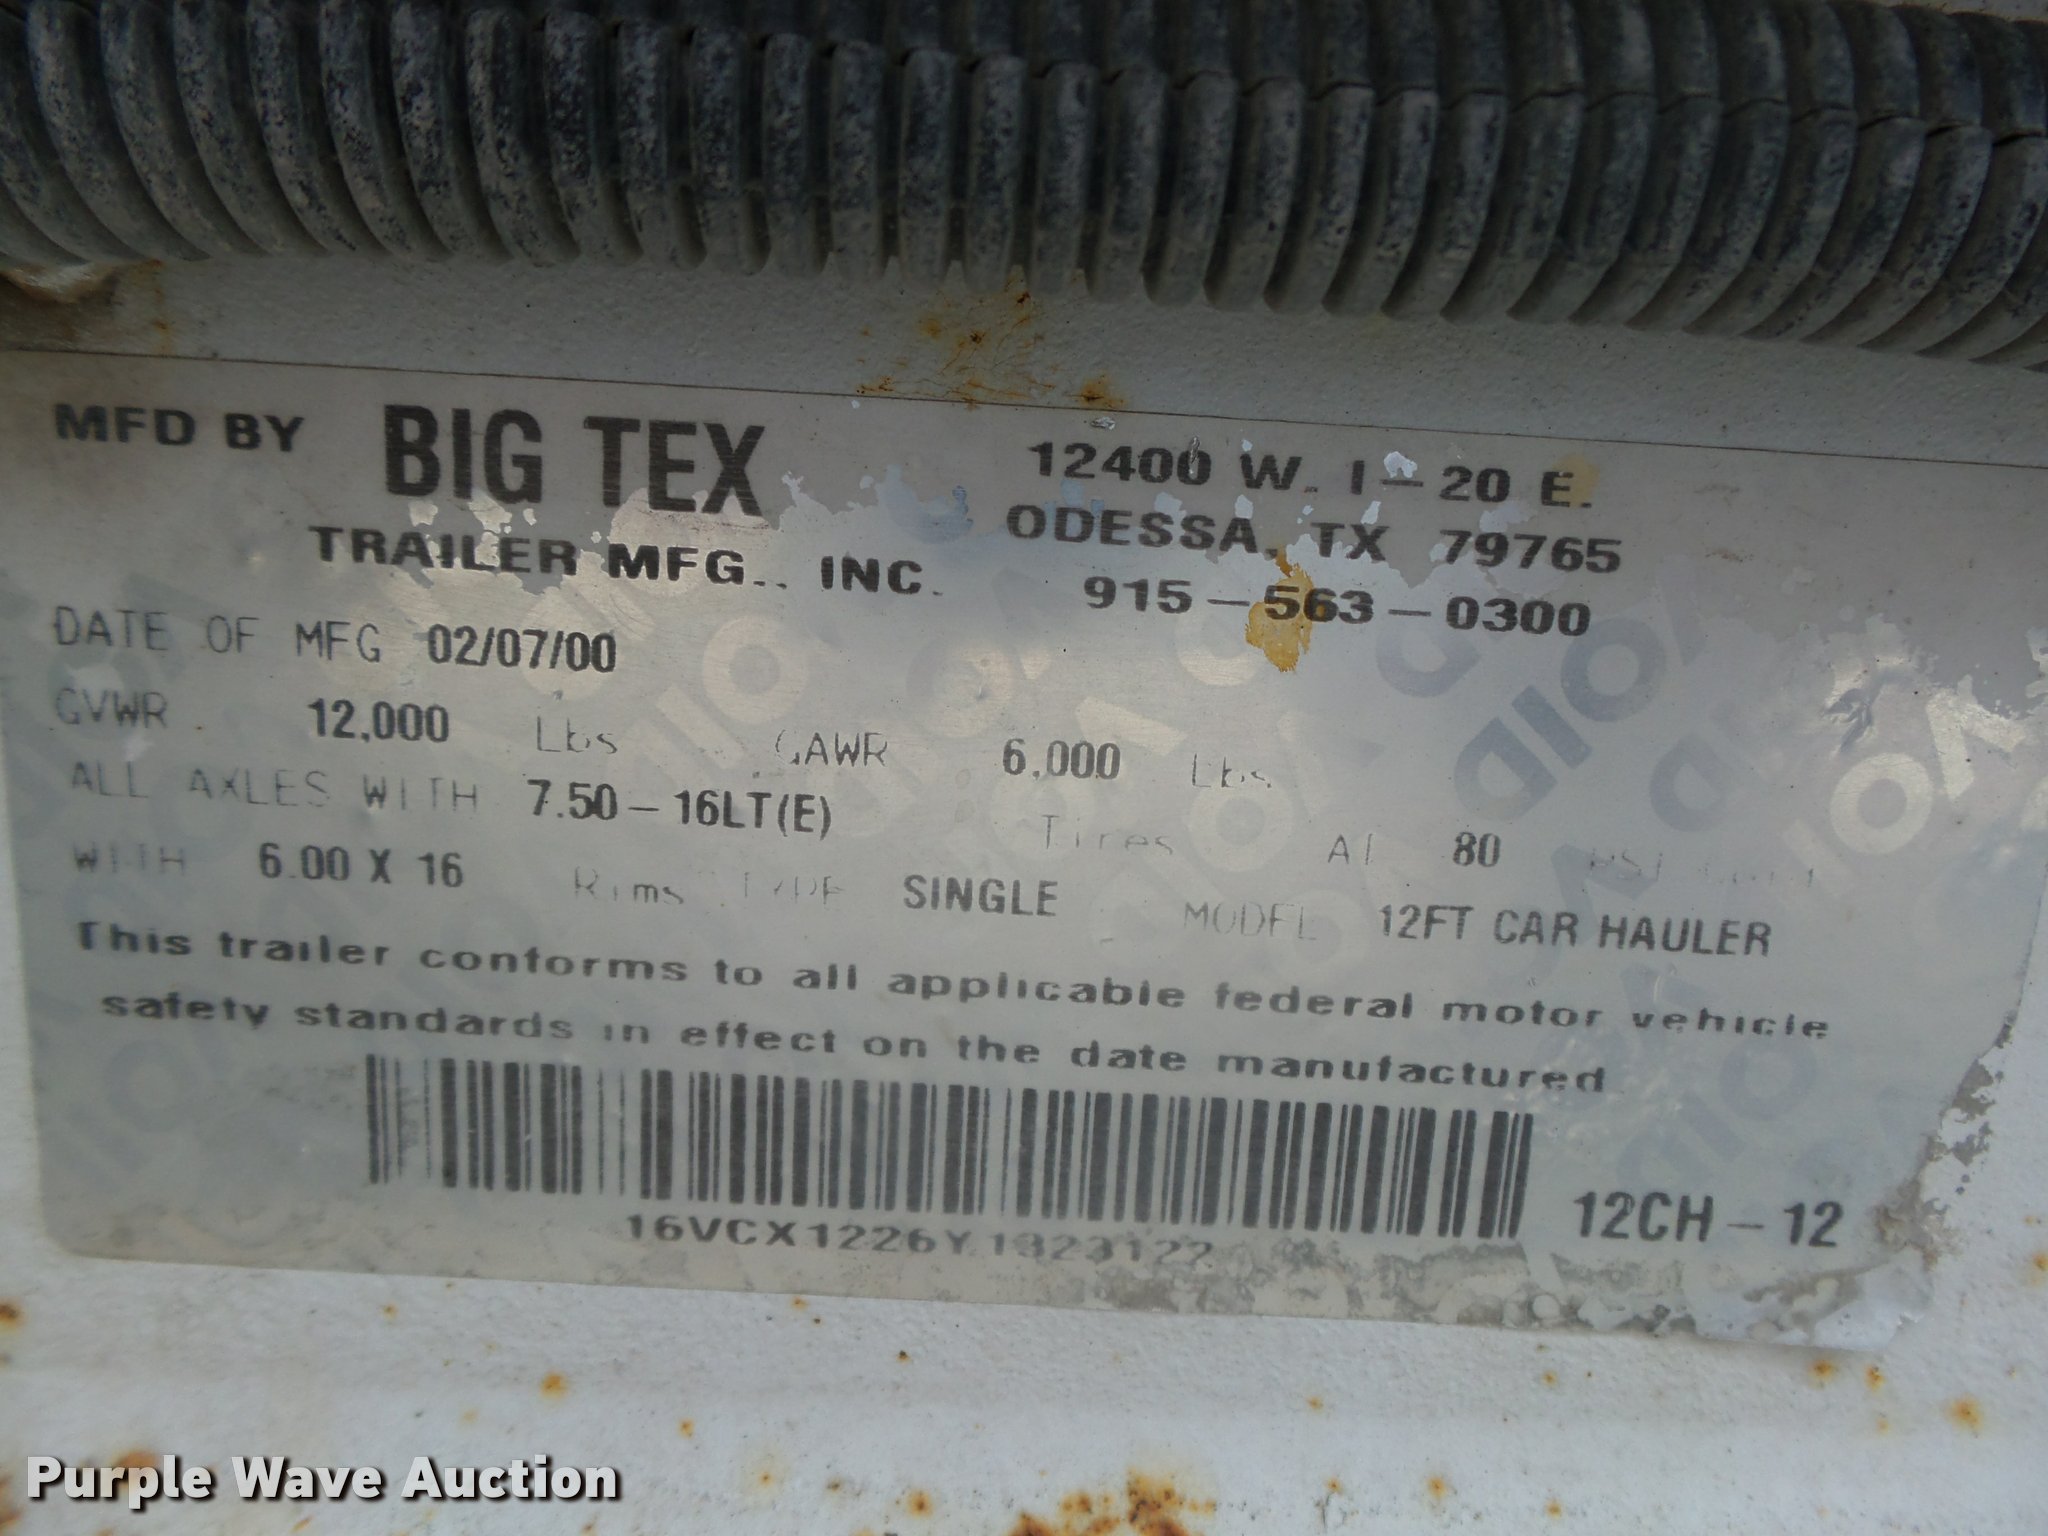 MFD BY BIG TEX 12400 W. I-20 E.
TRAILER MFG., INC. ODESSA, TX 79765
915-563-0300
DATE OF MFG 02/07/00
GVWR 12,000 Lbs GAWR 6,000 Lbs
ALL AXLES WITH 7.50-16LT(E) Tires AT 80
WITH 6.00 X 16 Rims TYPE SINGLE MODEL 12FT CAR HAULER
This trailer conforms to all applicable federal motor vehicle
safety standards in effect on the date manufactured
12CH-12
Purple Wave Auction